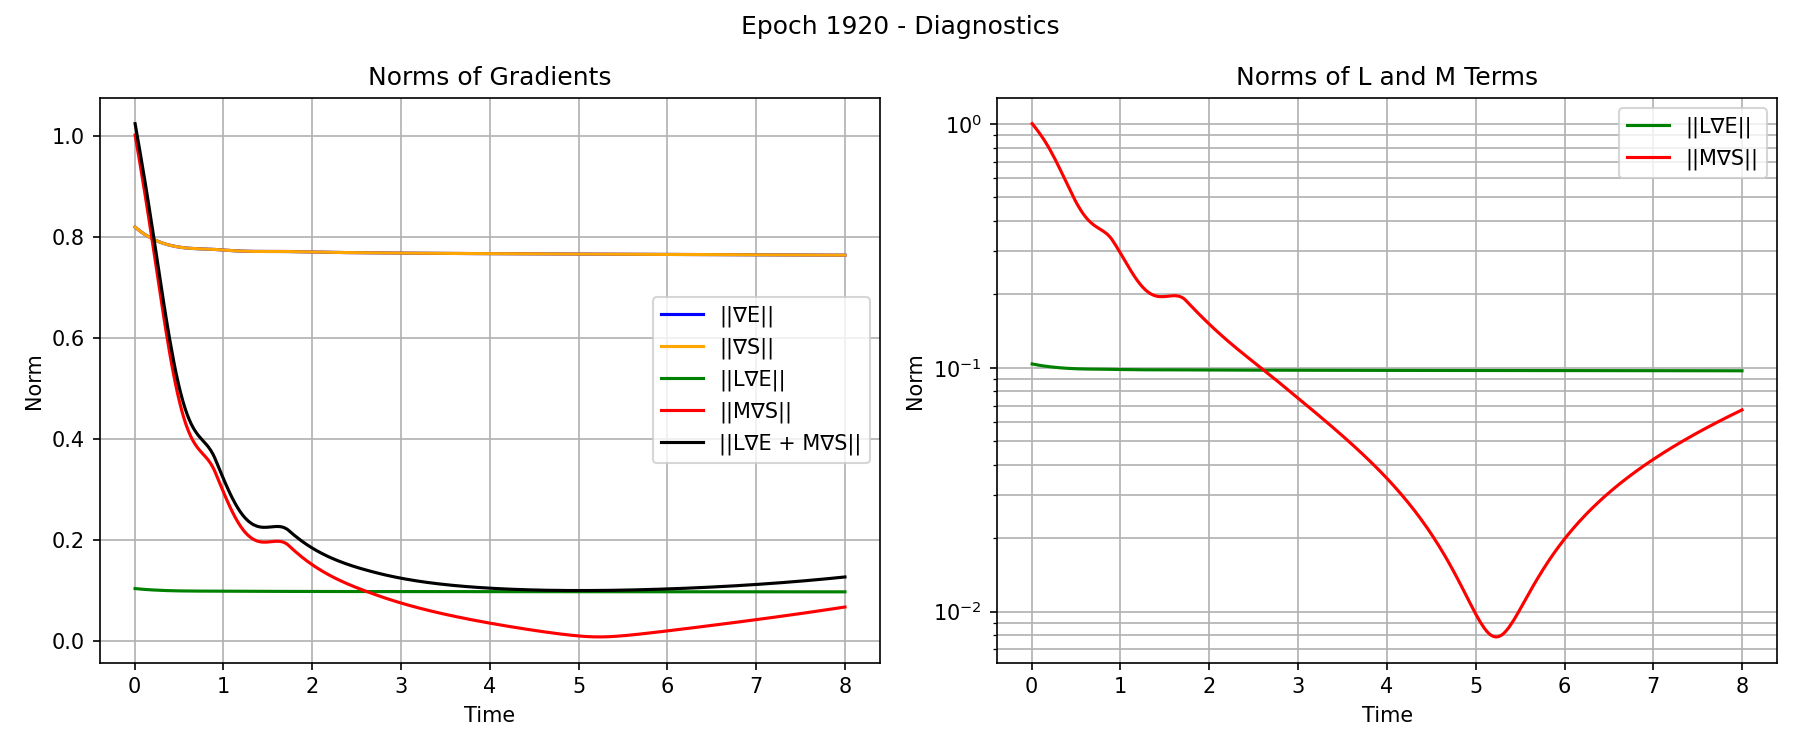 Epoch 1920 - Diagnostics
Norms of Gradients
1.0
0.8
0.6
0.4
0.2
0.0
Norm
0 1 2 3 4 5 6 7 8
Time
||∇E||
||∇S||
||L∇E||
||M∇S||
||L∇E + M∇S||
Norms of L and M Terms
10⁰
10⁻¹
10⁻²
Norm
0 1 2 3 4 5 6 7 8
Time
||L∇E||
||M∇S||